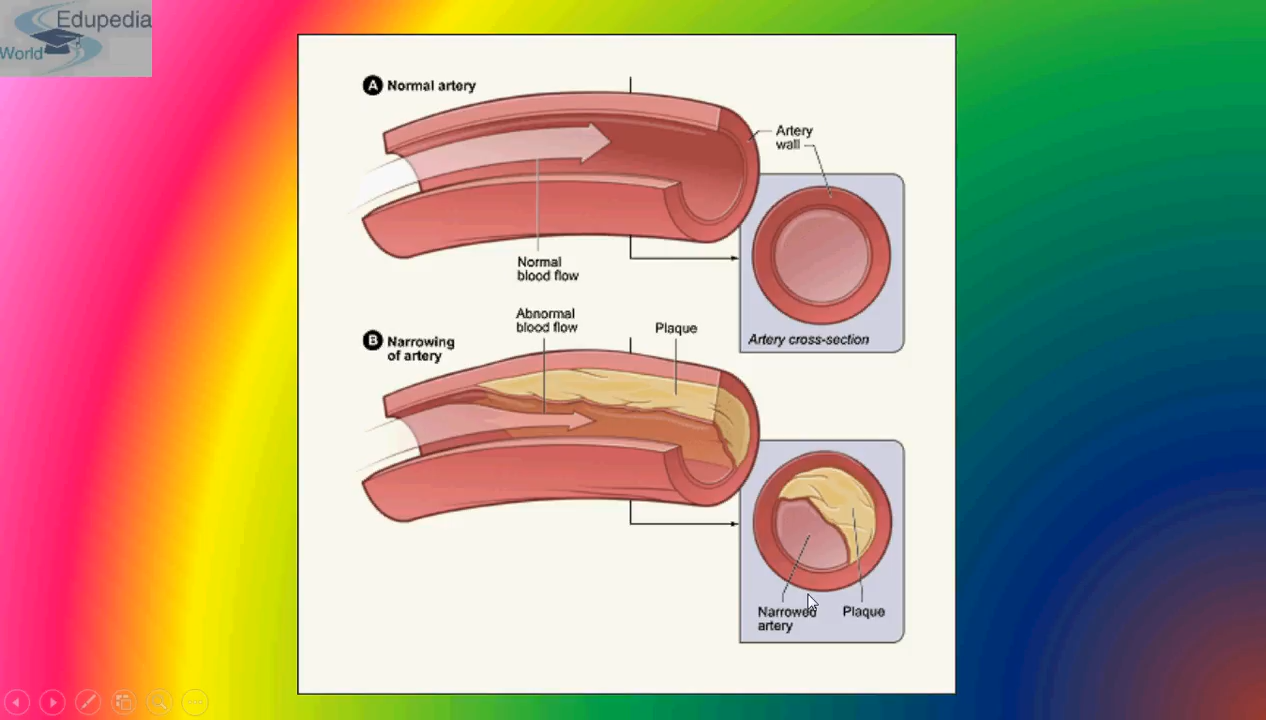 Edupedia
World
A Normal artery
Artery
wall
Normal
blood flow
Artery cross-section
Abnormal
blood flow
Plaque
B Narrowing
of artery
Narrowed
artery
Plaque